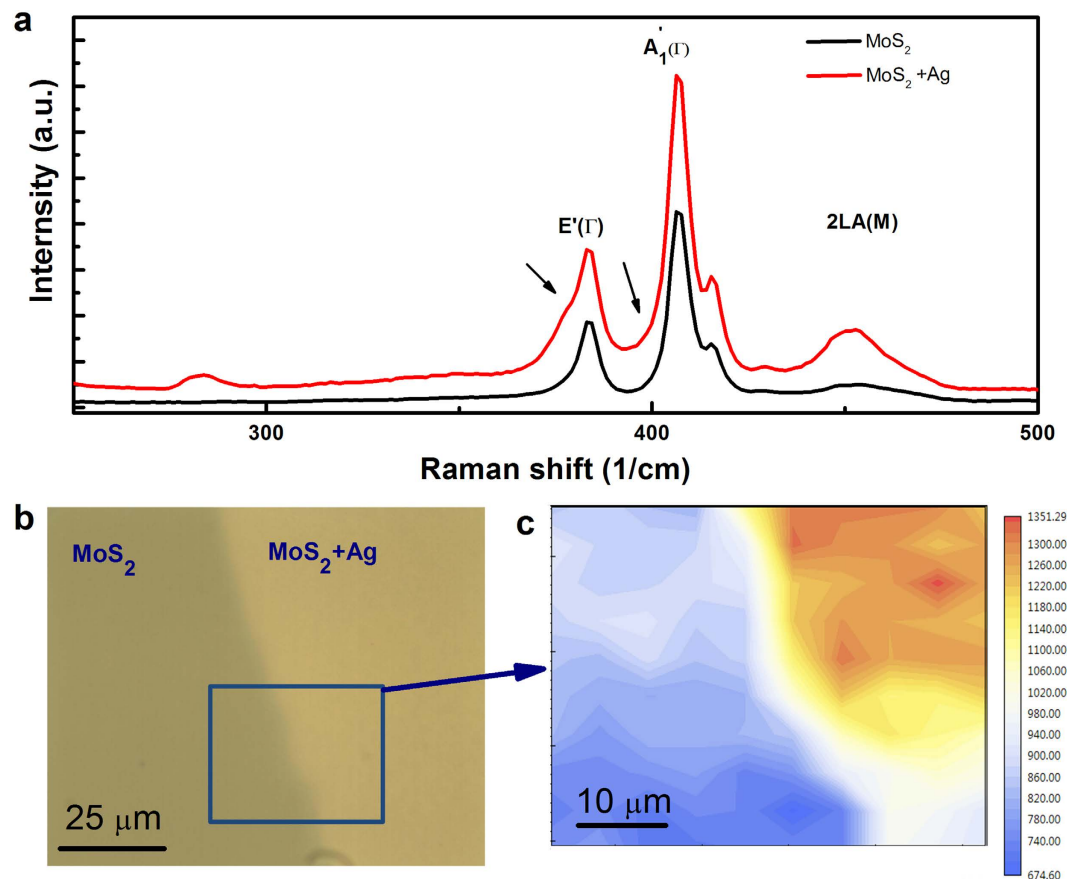 a
A'1(Γ)
MoS2
MoS2 +Ag
E'(Γ)
2LA(M)
Internsity (a.u.)
300
400
500
Raman shift (1/cm)
b
MoS2
MoS2+Ag
25 μm
c
10 μm
1351.29
1300.00
1260.00
1220.00
1180.00
1140.00
1100.00
1060.00
1020.00
980.00
940.00
900.00
860.00
820.00
780.00
740.00
674.60